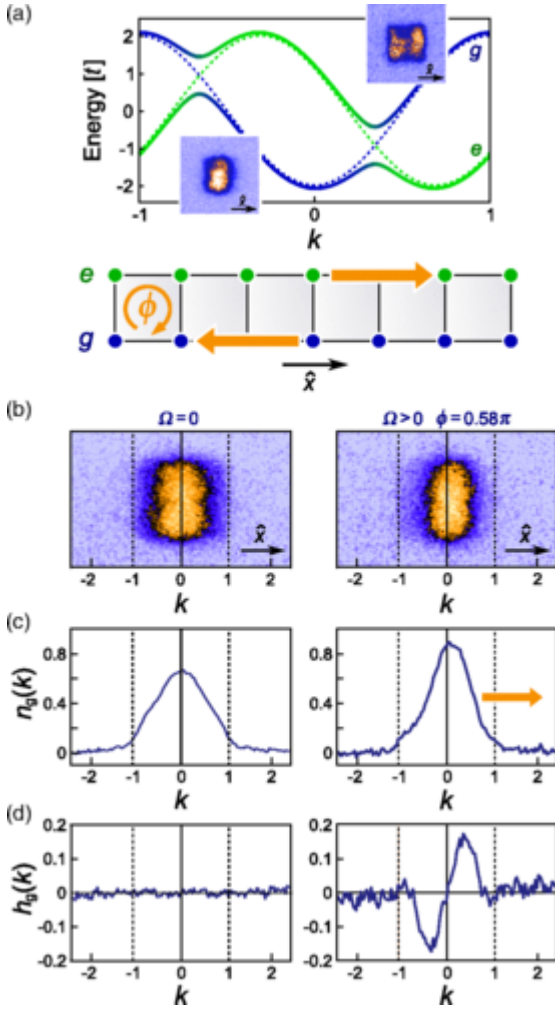 (a)
Energy [t]
2
1
0
-1
-2
g
e
x̂
x̂
-1
0
1
k
e
g
ϕ
x̂
(b)
Ω=0
Ω>0 ϕ=0.58π
x̂
x̂
-2 -1 0 1 2
-2 -1 0 1 2
k
k
(c)
n_g(k)
0.8
0.4
0
0.8
0.4
0
-2 -1 0 1 2
-2 -1 0 1 2
k
k
(d)
h_g(k)
0.2
0.1
0
-0.1
-0.2
0.2
0.1
0
-0.1
-0.2
-2 -1 0 1 2
-2 -1 0 1 2
k
k